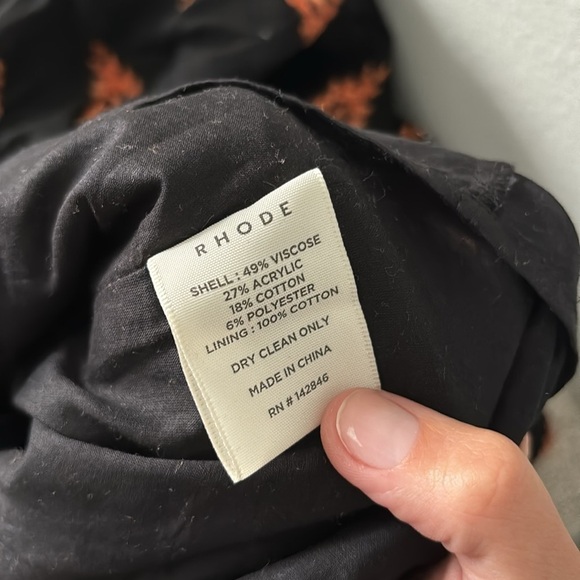 RHODE
SHELL : 49% VISCOSE
27% ACRYLIC
18% COTTON
6% POLYESTER
LINING : 100% COTTON
DRY CLEAN ONLY
MADE IN CHINA
RN # 142846